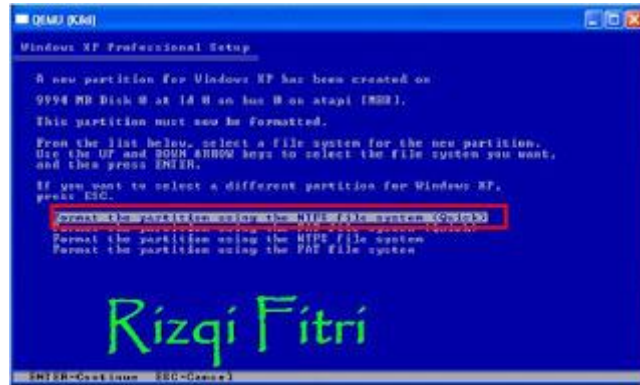 QEMU (Kiki)
Windows XP Professional Setup
A new partition for Windows XP has been created on
9994 MB Disk 0 at Id 0 on bus 0 on atapi [MBR].
This partition must now be formatted.
From the list below, select a file system for the new partition.
Use the UP and DOWN ARROW keys to select the file system you want,
and then press ENTER.
If you want to select a different partition for Windows XP,
press ESC.
Format the partition using the NTFS file system (Quick)
Format the partition using the FAT file system (Quick)
Format the partition using the NTFS file system
Format the partition using the FAT file system
Rizqi Fitri
ENTER=Continue ESC=Cancel